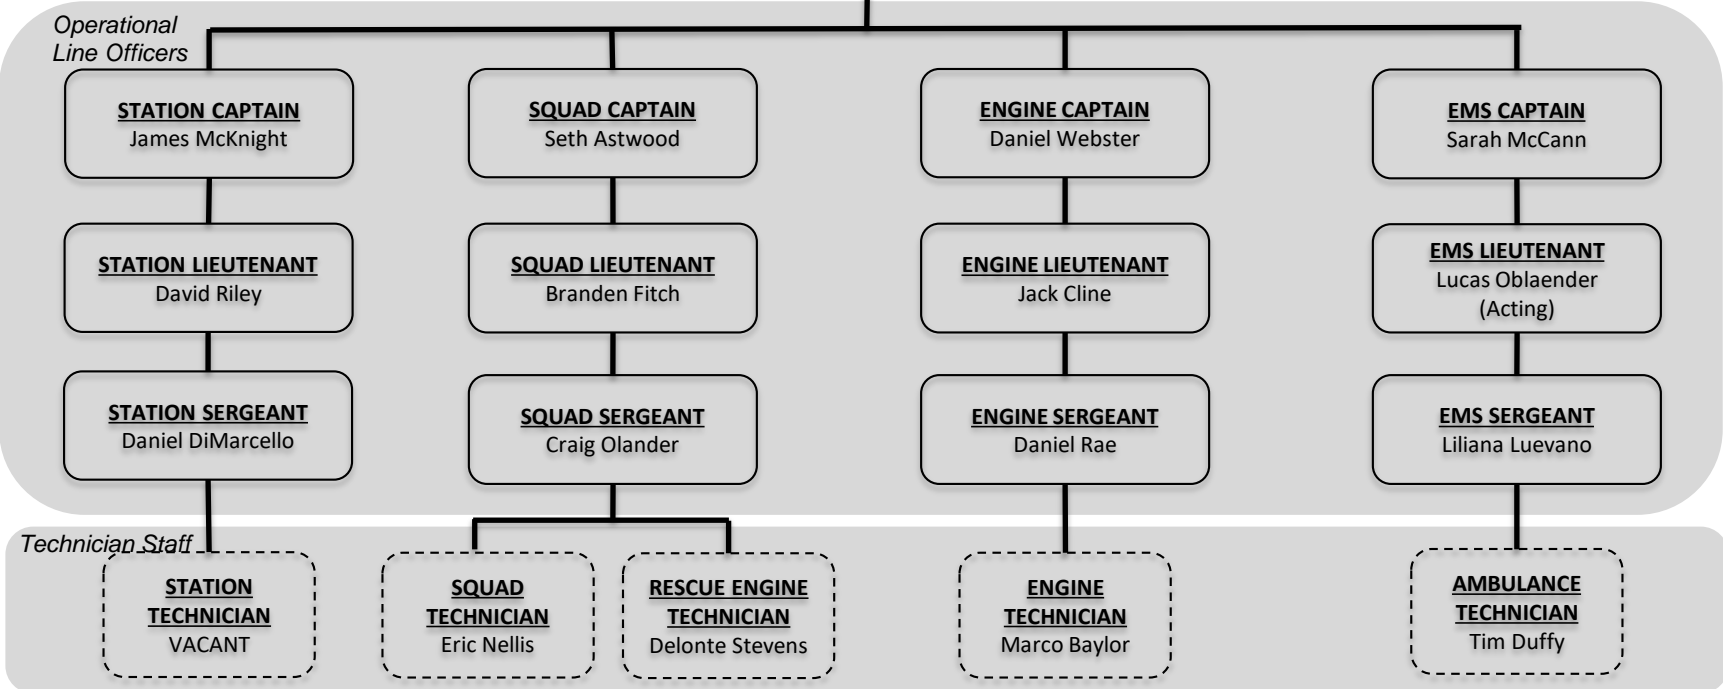 Operational
Line Officers
STATION CAPTAIN
James McKnight
SQUAD CAPTAIN
Seth Astwood
ENGINE CAPTAIN
Daniel Webster
EMS CAPTAIN
Sarah McCann
STATION LIEUTENANT
David Riley
SQUAD LIEUTENANT
Branden Fitch
ENGINE LIEUTENANT
Jack Cline
EMS LIEUTENANT
Lucas Oblaender
(Acting)
STATION SERGEANT
Daniel DiMarcello
SQUAD SERGEANT
Craig Olander
ENGINE SERGEANT
Daniel Rae
EMS SERGEANT
Liliana Luevano
Technician Staff
STATION
TECHNICIAN
VACANT
SQUAD
TECHNICIAN
Eric Nellis
RESCUE ENGINE
TECHNICIAN
Delonte Stevens
ENGINE
TECHNICIAN
Marco Baylor
AMBULANCE
TECHNICIAN
Tim Duffy